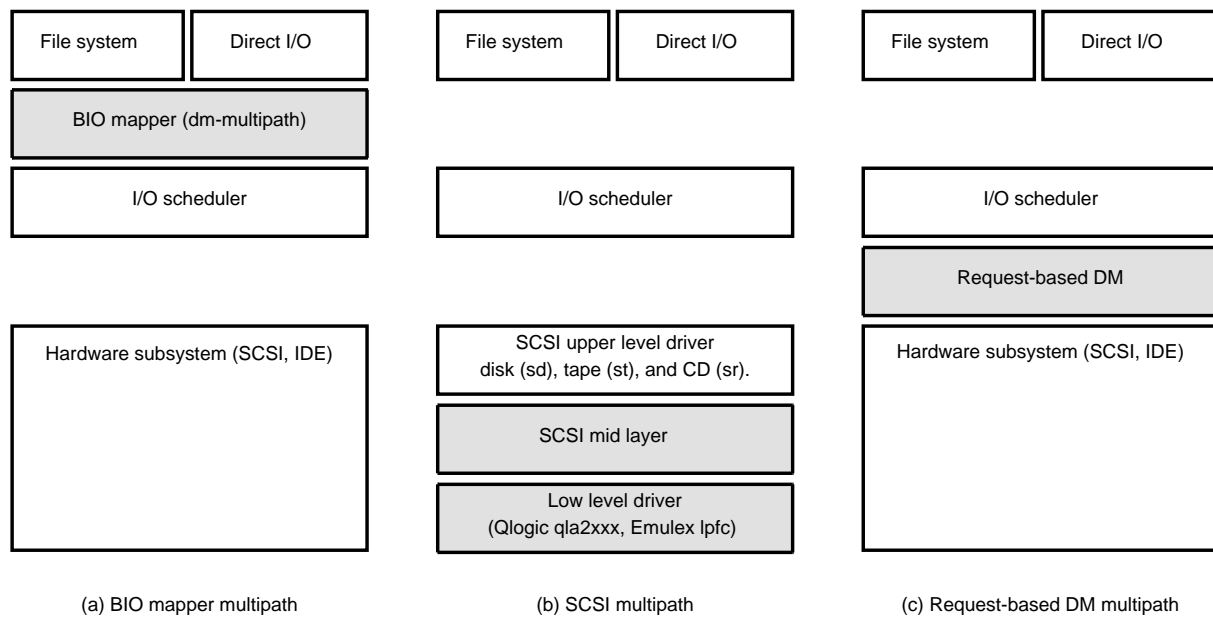 File system
Direct I/O
BIO mapper (dm-multipath)
I/O scheduler
Hardware subsystem (SCSI, IDE)
(a) BIO mapper multipath
File system
Direct I/O
I/O scheduler
SCSI upper level driver
disk (sd), tape (st), and CD (sr).
SCSI mid layer
Low level driver
(Qlogic qla2xxx, Emulex lpfc)
(b) SCSI multipath
File system
Direct I/O
I/O scheduler
Request-based DM
Hardware subsystem (SCSI, IDE)
(c) Request-based DM multipath